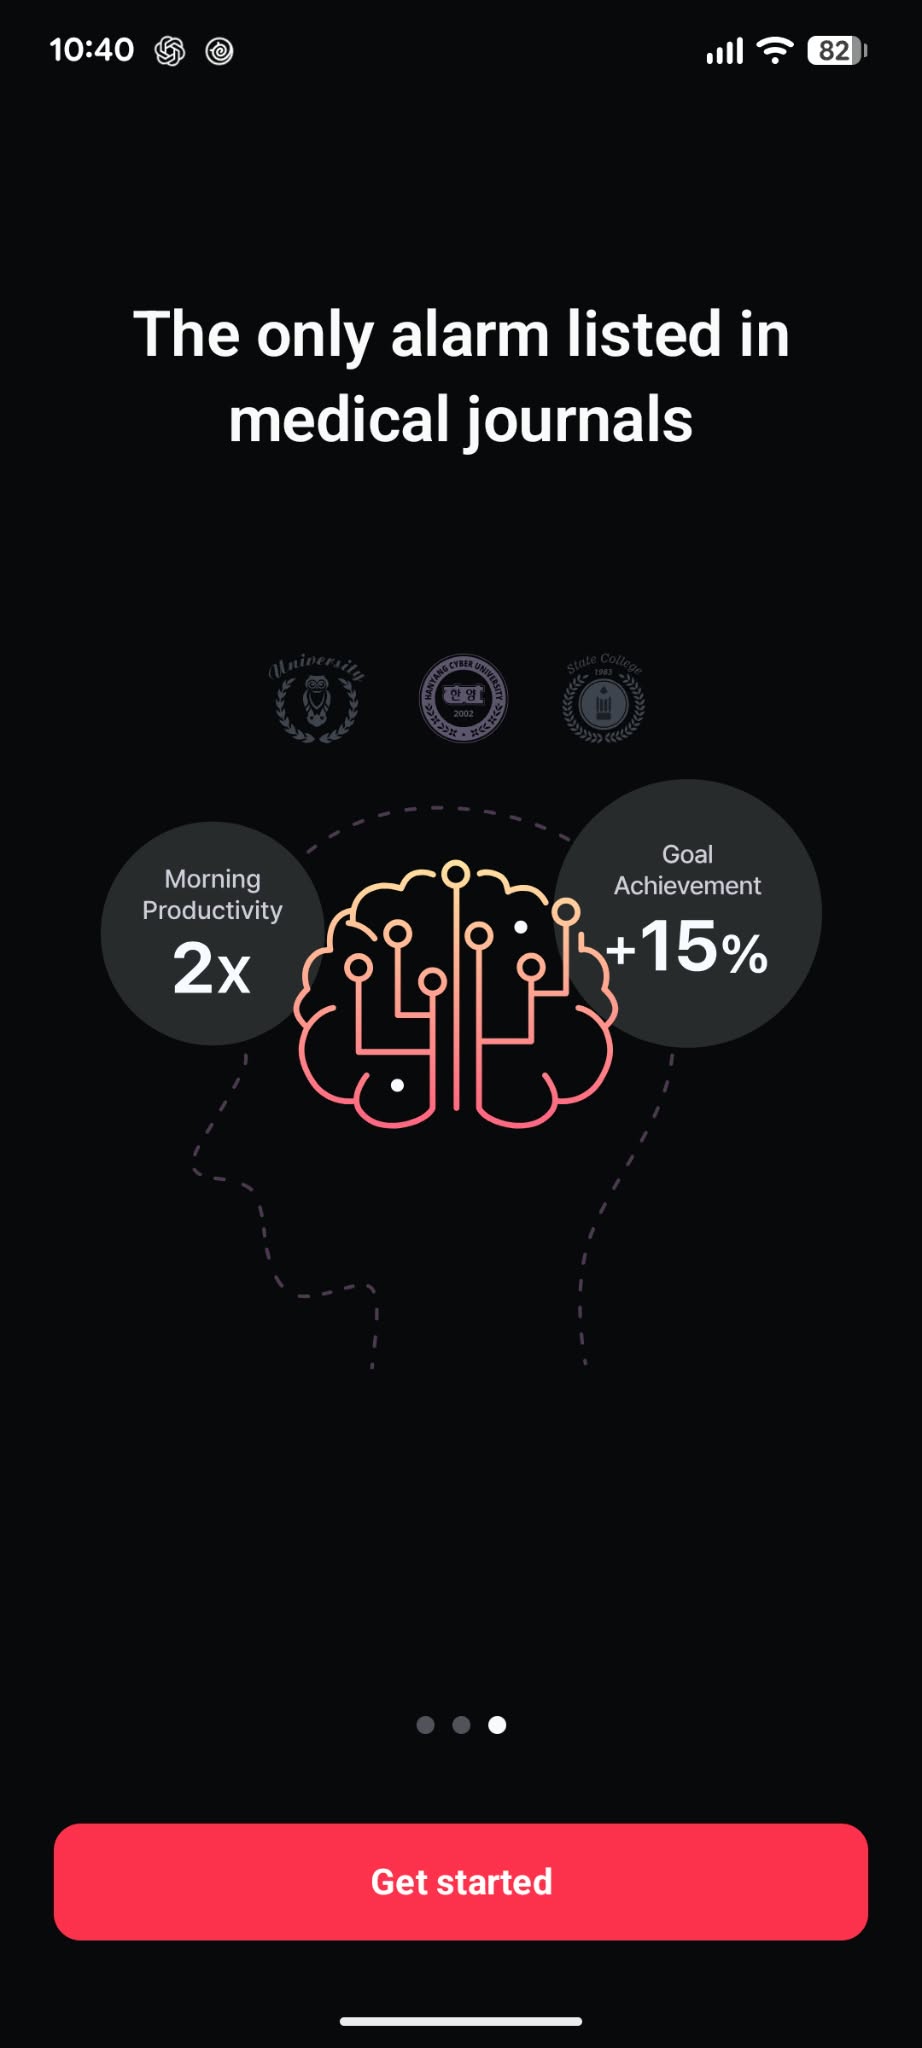 10:40
82
The only alarm listed in
medical journals
University
HANYANG CYBER UNIVERSITY
한양
2002
State College
1983
Morning
Productivity
2x
Goal
Achievement
+15%
Get started